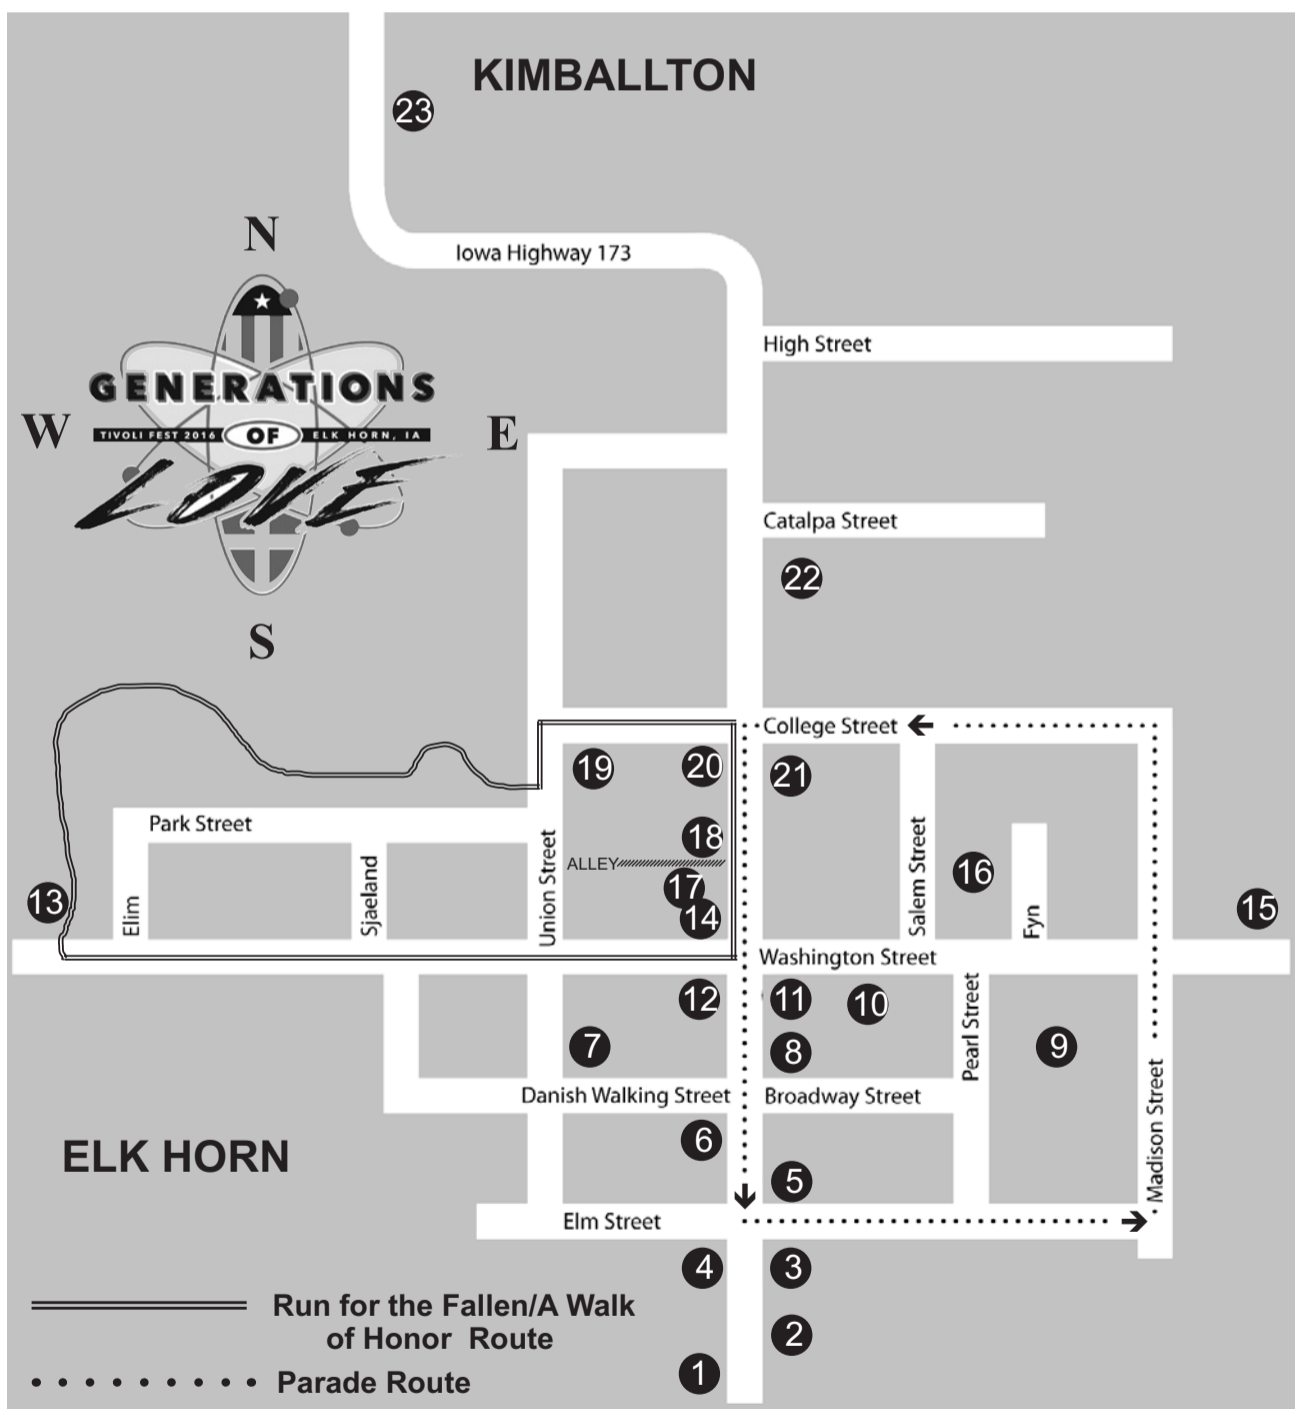 KIMBALLTON
23
N
Iowa Highway 173
High Street
GENERATIONS
W
TIVOLI FEST 2016 OF ELK HORN, IA
E
LOVE
Catalpa Street
22
S
College Street
19
20
21
Park Street
18
ALLEY
Union Street
Salem Street
16
17
13
Elim
Sjaeland
14
Fyn
15
Washington Street
12
11
10
Pearl Street
7
8
9
Danish Walking Street
Broadway Street
Madison Street
6
ELK HORN
5
Elm Street
4
3
Run for the Fallen/A Walk
of Honor Route
2
1
Parade Route